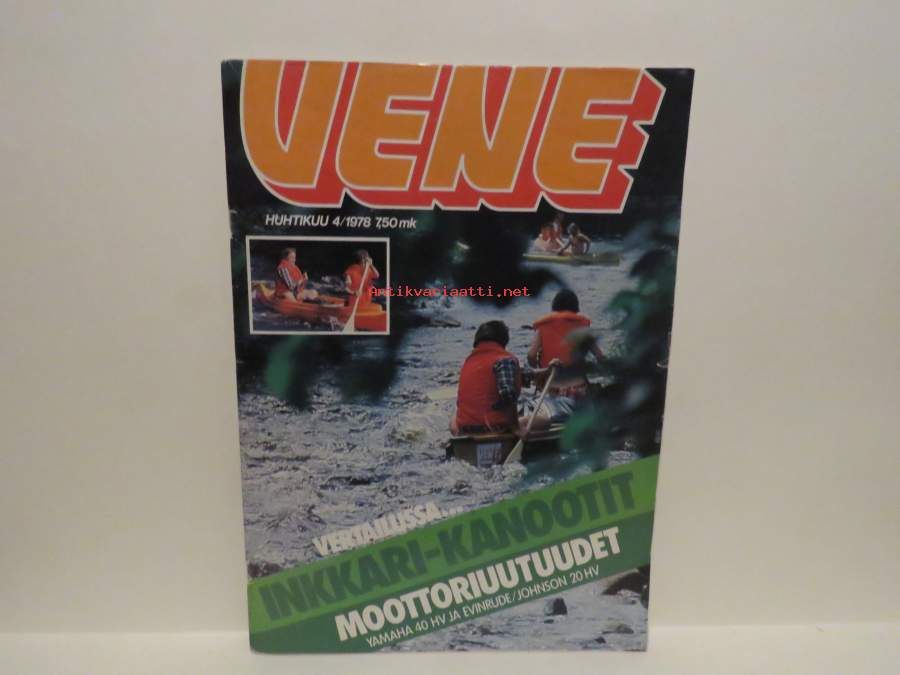 VENE
HUHTIKUU 4/1978 7,50 mk
Antikvariaatti.net
VERTAILUSSA...
INKKARI-KANOOTIT
MOOTTORIUUTUUDET
YAMAHA 40 HV JA EVINRUDE/JOHNSON 20 HV